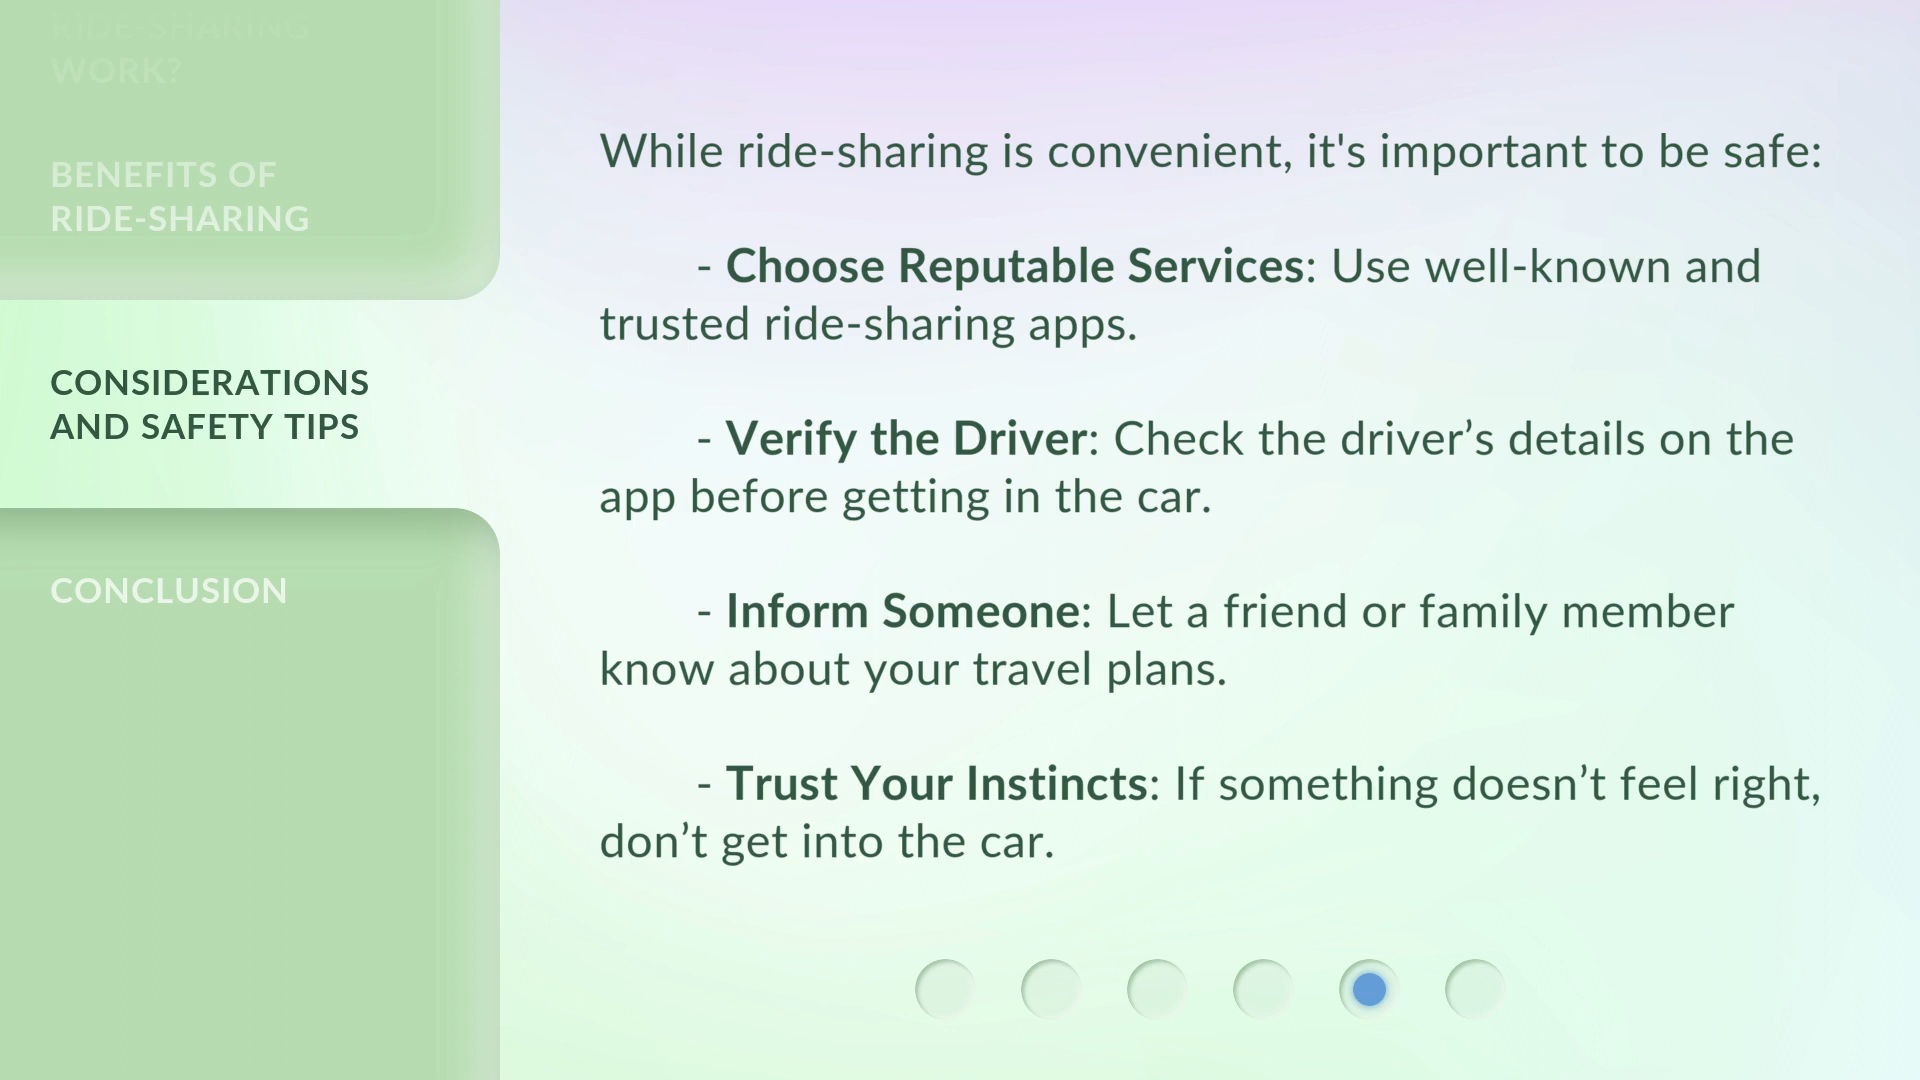 RIDE-SHARING
WORK?
BENEFITS OF
RIDE-SHARING
CONSIDERATIONS
AND SAFETY TIPS
CONCLUSION
While ride-sharing is convenient, it's important to be safe:
- Choose Reputable Services: Use well-known and
trusted ride-sharing apps.
- Verify the Driver: Check the driver’s details on the
app before getting in the car.
- Inform Someone: Let a friend or family member
know about your travel plans.
- Trust Your Instincts: If something doesn’t feel right,
don’t get into the car.